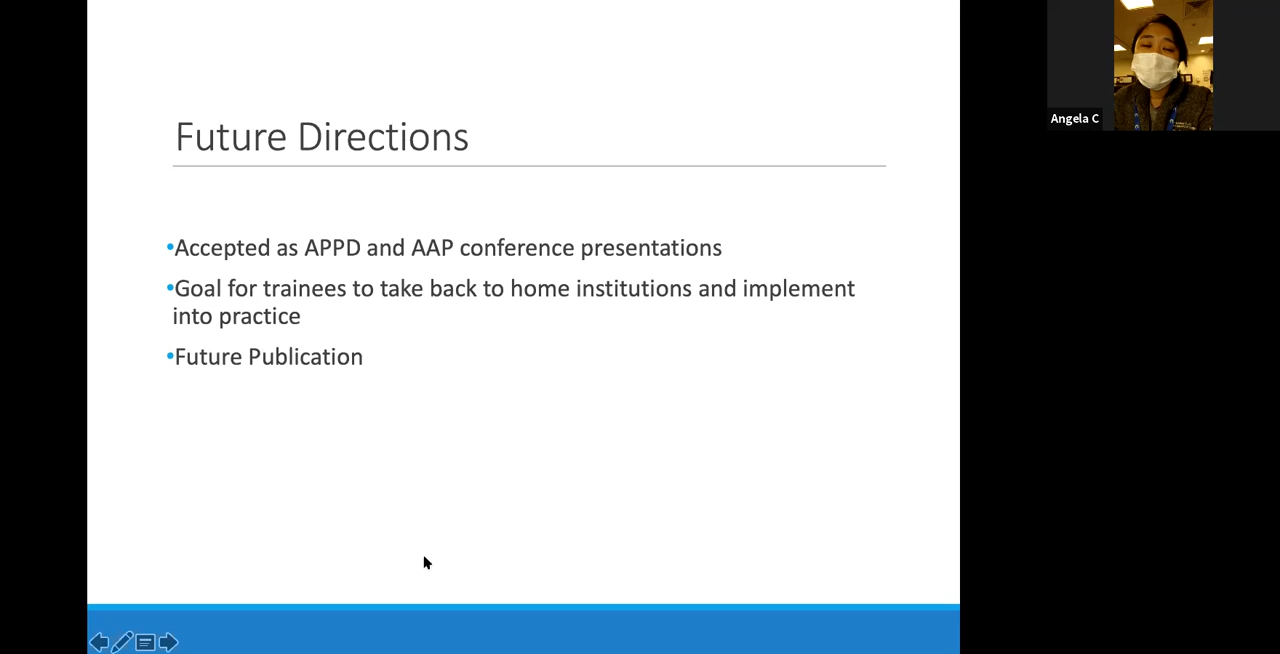 Future Directions
•Accepted as APPD and AAP conference presentations
•Goal for trainees to take back to home institutions and implement
into practice
•Future Publication
Angela C